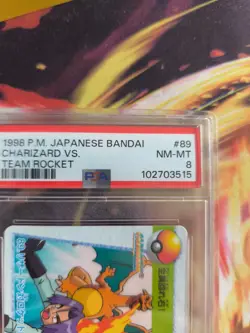 1998 P.M. JAPANESE BANDAI #89
CHARIZARD VS. NM-MT
TEAM ROCKET 8
PSA 102703515